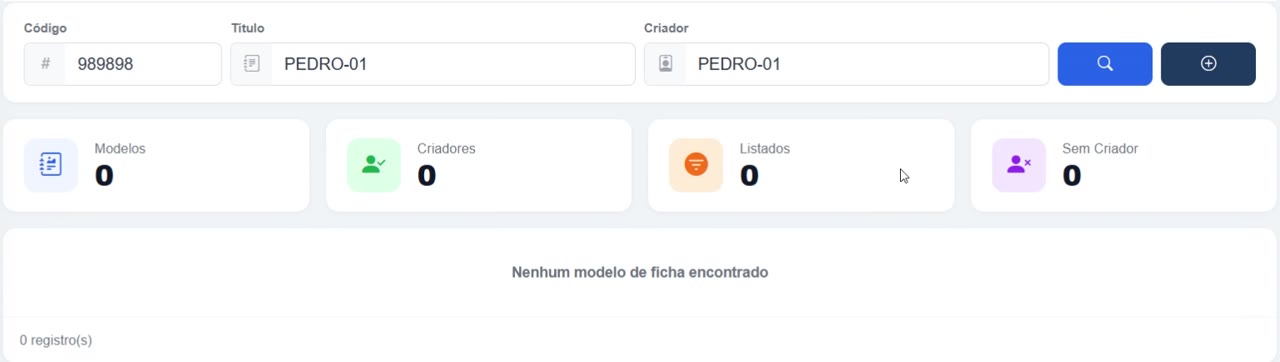 Código Título Criador
# 989898 PEDRO-01 PEDRO-01
Modelos Criadores Listados Sem Criador
0 0 0 0
Nenhum modelo de ficha encontrado
0 registro(s)